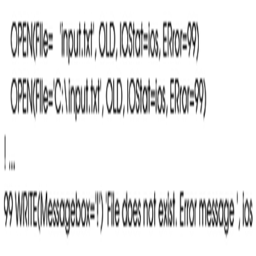 OPEN(File= 'input.txt', OLD, IOStat=ios, ERror=99)
OPEN(File='C:\input.txt', OLD, IOStat=ios, ERror=99)
! ...
99 WRITE(Messagebox='!') 'File does not exist. Error message ', ios